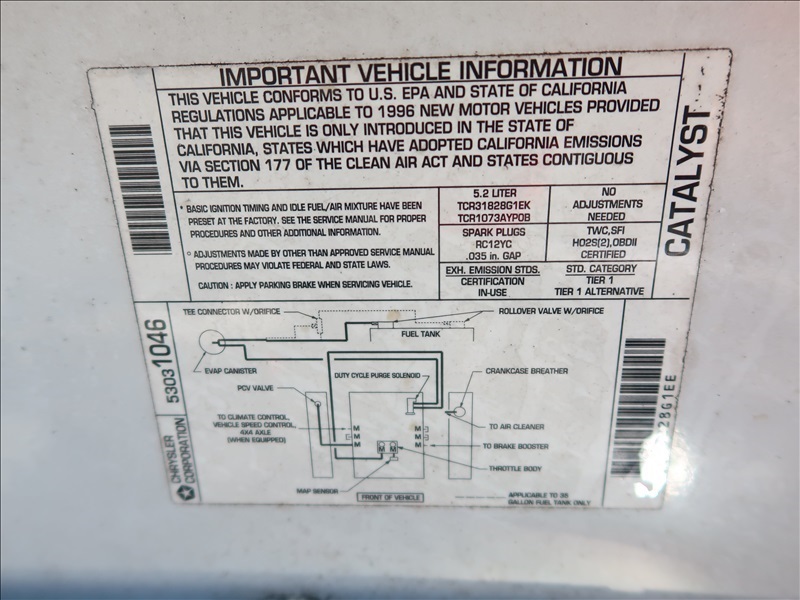 IMPORTANT VEHICLE INFORMATION
THIS VEHICLE CONFORMS TO U.S. EPA AND STATE OF CALIFORNIA
REGULATIONS APPLICABLE TO 1996 NEW MOTOR VEHICLES PROVIDED
THAT THIS VEHICLE IS ONLY INTRODUCED IN THE STATE OF
CALIFORNIA, STATES WHICH HAVE ADOPTED CALIFORNIA EMISSIONS
VIA SECTION 177 OF THE CLEAN AIR ACT AND STATES CONTIGUOUS
TO THEM.
* BASIC IGNITION TIMING AND IDLE FUEL/AIR MIXTURE HAVE BEEN
PRESET AT THE FACTORY. SEE THE SERVICE MANUAL FOR PROPER
PROCEDURES AND OTHER ADDITIONAL INFORMATION.
◦ ADJUSTMENTS MADE BY OTHER THAN APPROVED SERVICE MANUAL
PROCEDURES MAY VIOLATE FEDERAL AND STATE LAWS.
CAUTION : APPLY PARKING BRAKE WHEN SERVICING VEHICLE.
5.2 LITER
TCR31828G1EK
TCR1073AYP0B
NO
ADJUSTMENTS
NEEDED
SPARK PLUGS
RC12YC
.035 in. GAP
TWC,SFI
HO2S(2),OBDII
CERTIFIED
EXH. EMISSION STDS.
STD. CATEGORY
CERTIFICATION
IN-USE
TIER 1
TIER 1 ALTERNATIVE
CATALYST
TEE CONNECTOR W/ORIFICE
ROLLOVER VALVE W/ORIFICE
FUEL TANK
EVAP CANISTER
DUTY CYCLE PURGE SOLENOID
CRANKCASE BREATHER
PCV VALVE
TO CLIMATE CONTROL,
VEHICLE SPEED CONTROL,
4X4 AXLE
(WHEN EQUIPPED)
M
M
M
M
M
M
M M
TO AIR CLEANER
TO BRAKE BOOSTER
THROTTLE BODY
MAP SENSOR
FRONT OF VEHICLE
APPLICABLE TO 35
GALLON FUEL TANK ONLY
CHRYSLER
CORPORATION
53031046
28G1EE